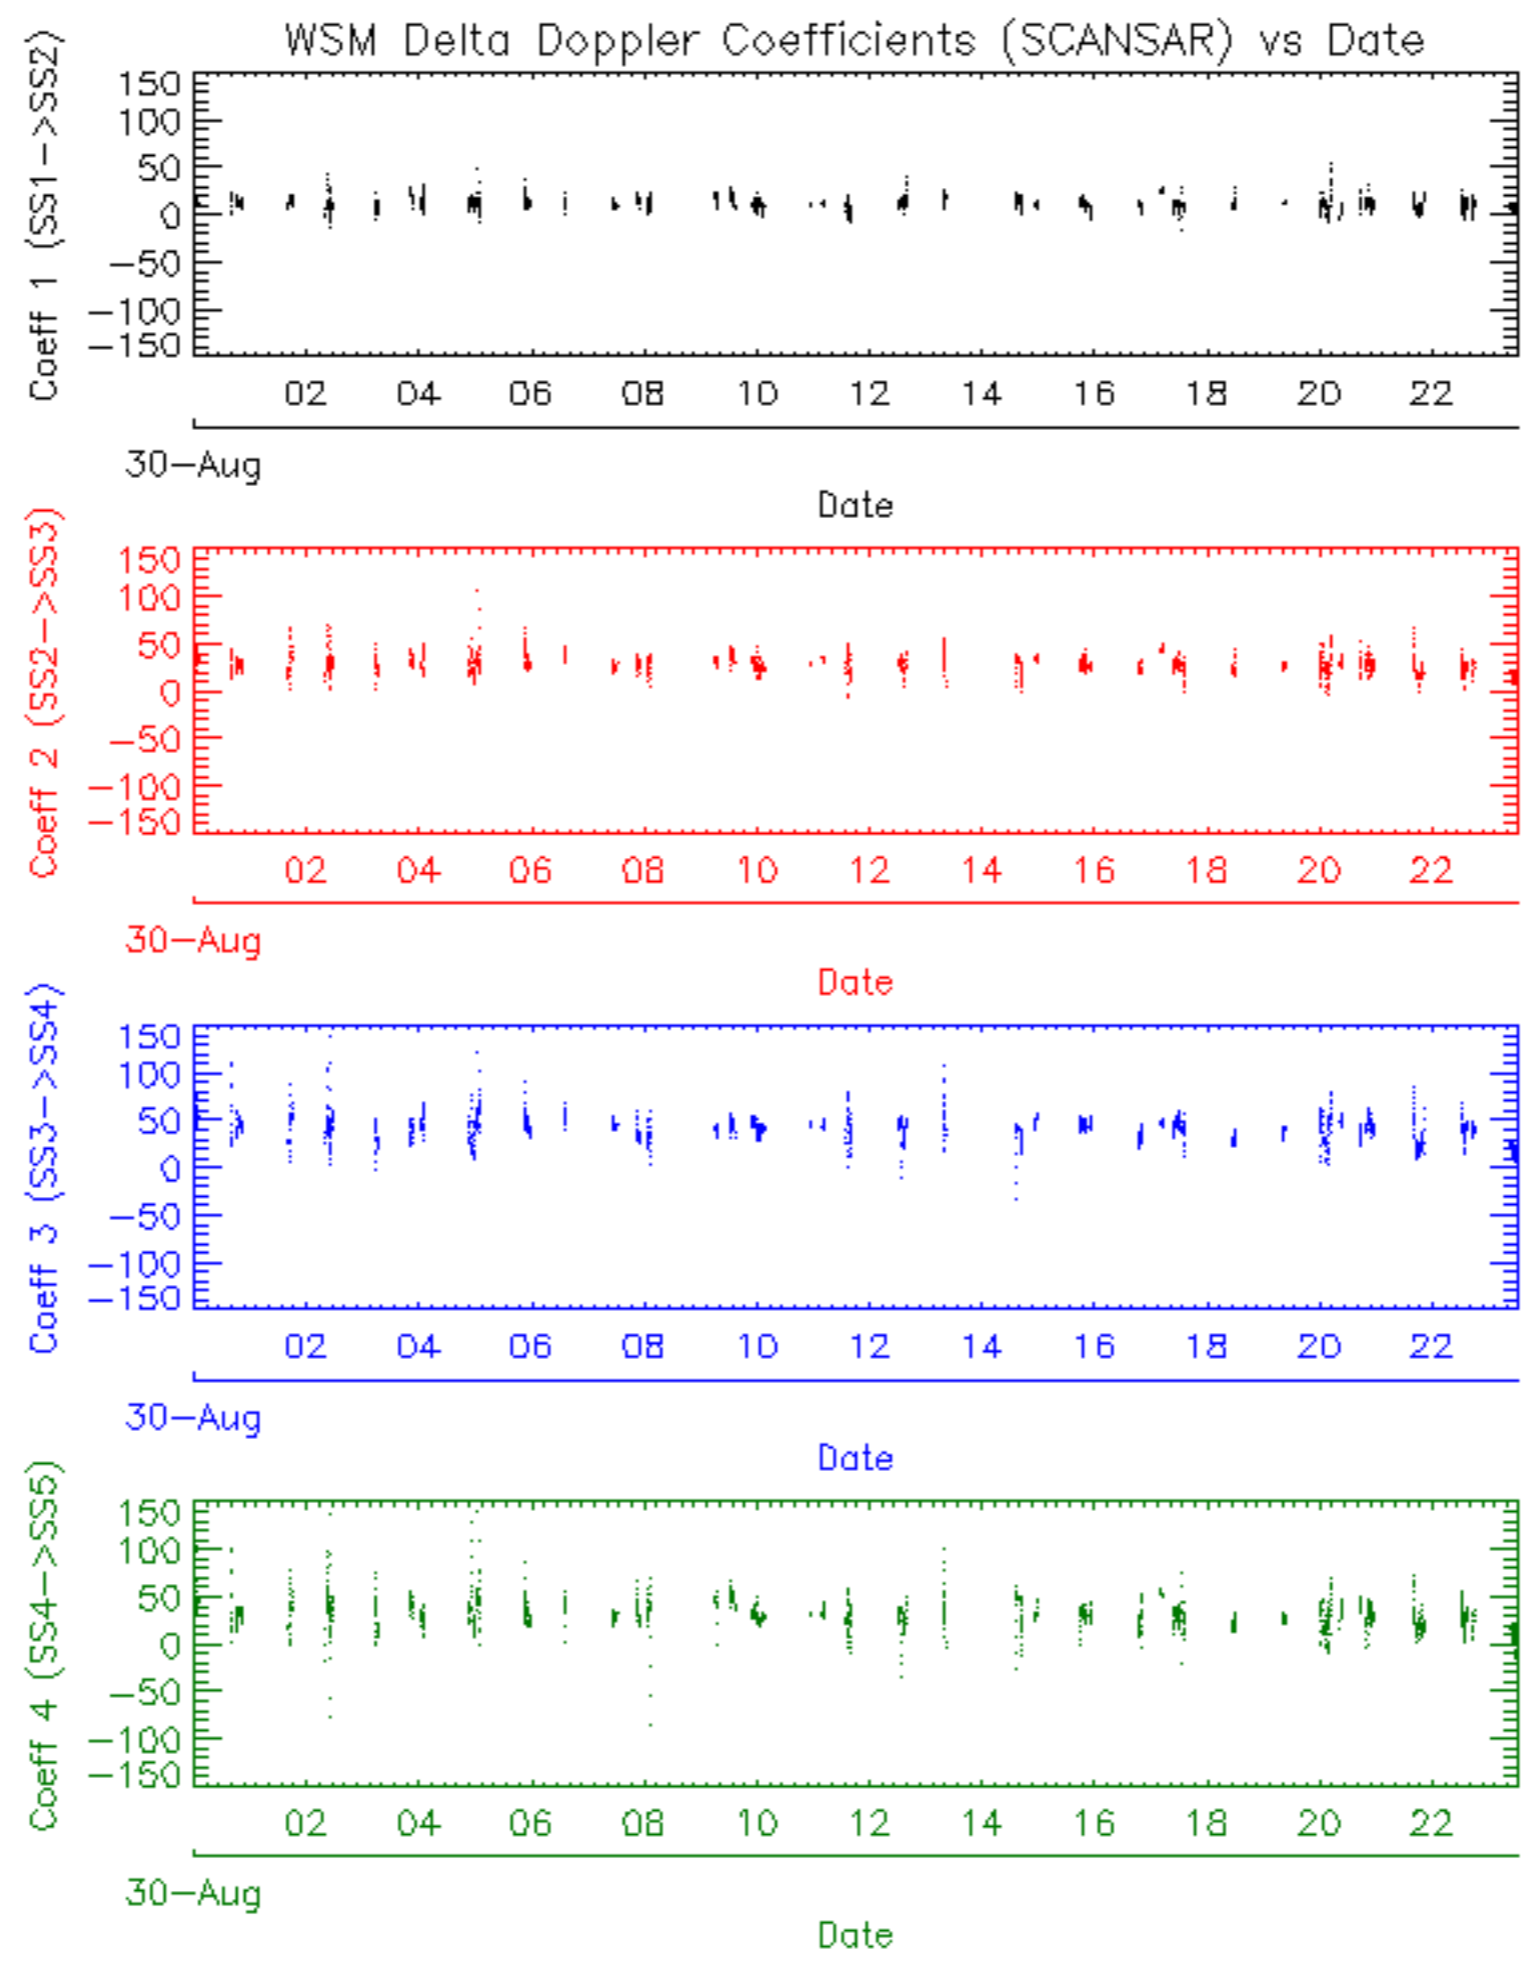 WSM Delta Doppler Coefficients (SCANSAR) vs Date
Coeff 1 (SS1->SS2)
150
100
50
0
-50
-100
-150
02 04 06 08 10 12 14 16 18 20 22
30-Aug
Date
Coeff 2 (SS2->SS3)
150
100
50
0
-50
-100
-150
02 04 06 08 10 12 14 16 18 20 22
30-Aug
Date
Coeff 3 (SS3->SS4)
150
100
50
0
-50
-100
-150
02 04 06 08 10 12 14 16 18 20 22
30-Aug
Date
Coeff 4 (SS4->SS5)
150
100
50
0
-50
-100
-150
02 04 06 08 10 12 14 16 18 20 22
30-Aug
Date